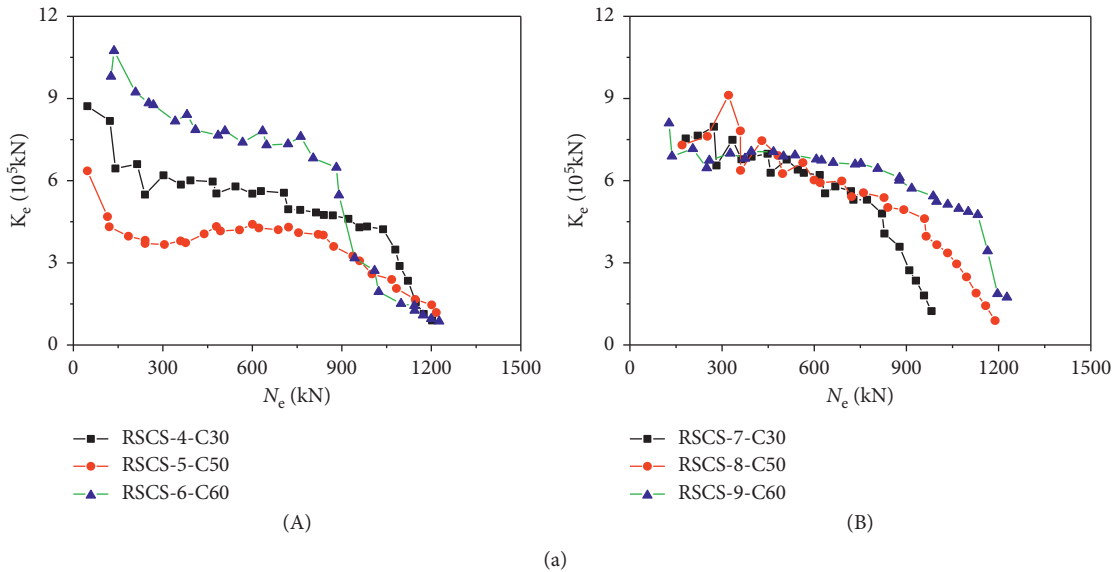 12
9
6
3
0
K_e (10^5kN)
0 300 600 900 1200 1500
N_e (kN)
RSCS-4-C30
RSCS-5-C50
RSCS-6-C60
(A)
12
9
6
3
0
K_e (10^5kN)
0 300 600 900 1200 1500
N_e (kN)
RSCS-7-C30
RSCS-8-C50
RSCS-9-C60
(B)
(a)